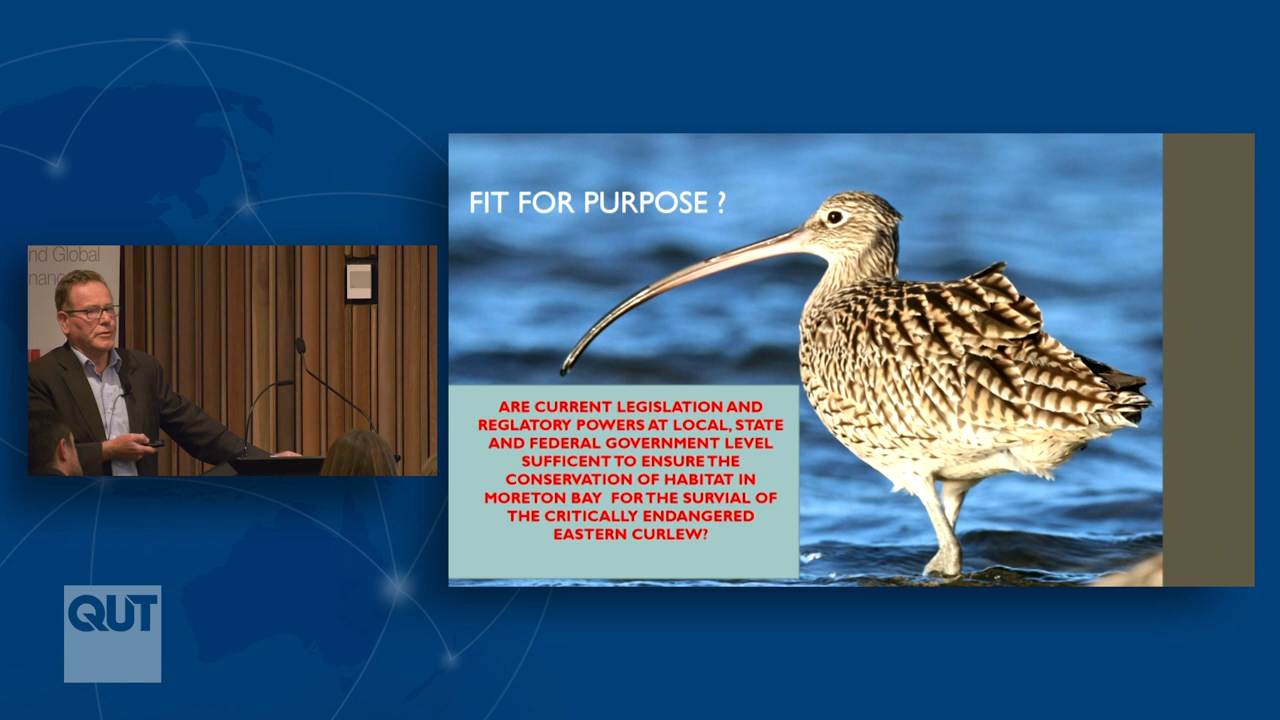 nd Global
nanc
FIT FOR PURPOSE ?
ARE CURRENT LEGISLATION AND
REGLATORY POWERS AT LOCAL, STATE
AND FEDERAL GOVERNMENT LEVEL
SUFFICENT TO ENSURE THE
CONSERVATION OF HABITAT IN
MORETON BAY FOR THE SURVIAL OF
THE CRITICALLY ENDANGERED
EASTERN CURLEW?
QUT